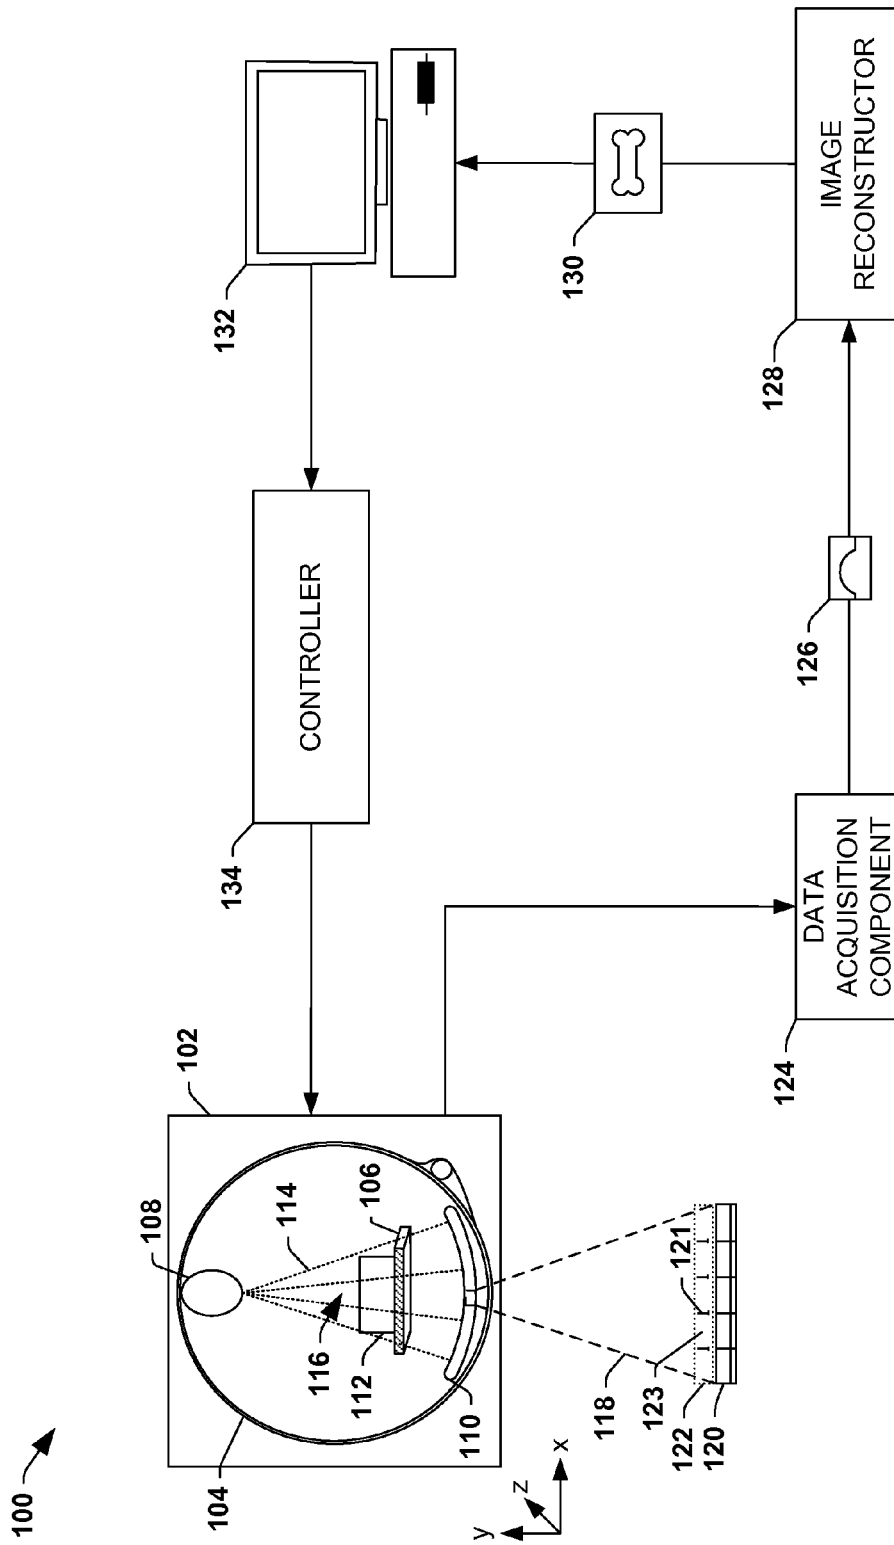 100
102
104
108
114
106
116
112
110
118
123
121
122
120
y
z
x
134
CONTROLLER
132
124
DATA
ACQUISITION
COMPONENT
126
130
128
IMAGE
RECONSTRUCTOR